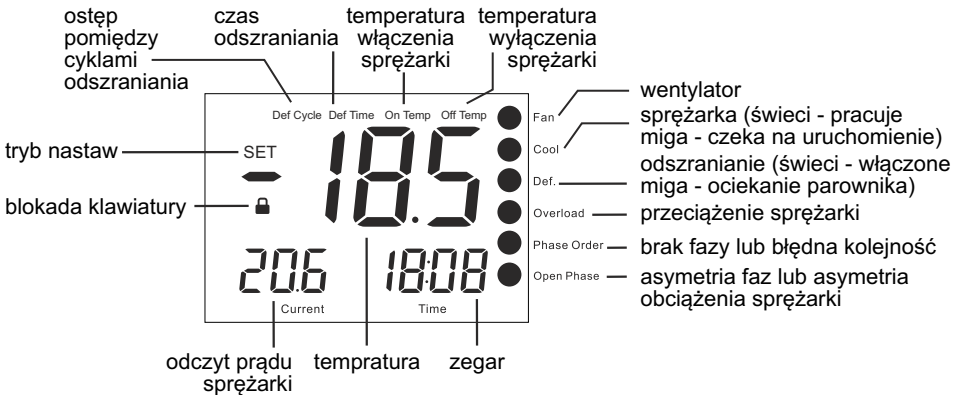 ostęp
pomiędzy
cyklami
odszraniania
czas
odszraniania
temperatura
włączenia
sprężarki
temperatura
wyłączenia
sprężarki
Def Cycle Def Time On Temp Off Temp
tryb nastaw
SET
blokada klawiatury
18.5
20.6
Current
18:08
Time
Fan
Cool
Def.
Overload
Phase Order
Open Phase
wentylator
sprężarka (świeci - pracuje
miga - czeka na uruchomienie)
odszranianie (świeci - włączone
miga - ociekanie parownika)
przeciążenie sprężarki
brak fazy lub błędna kolejność
asymetria faz lub asymetria
obciążenia sprężarki
odczyt prądu
sprężarki
tempratura
zegar